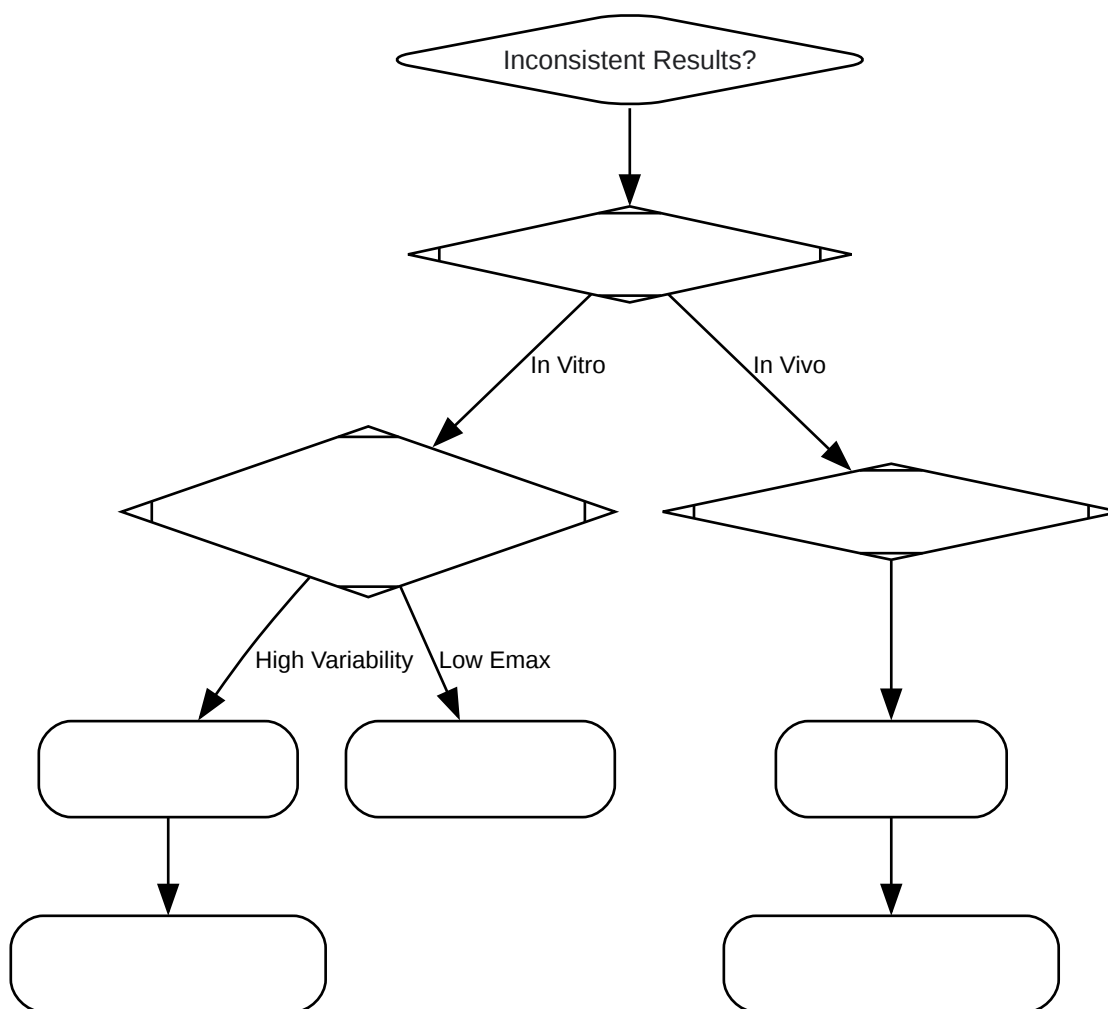 Inconsistent Results?
In Vitro
In Vivo
High Variability
Low Emax